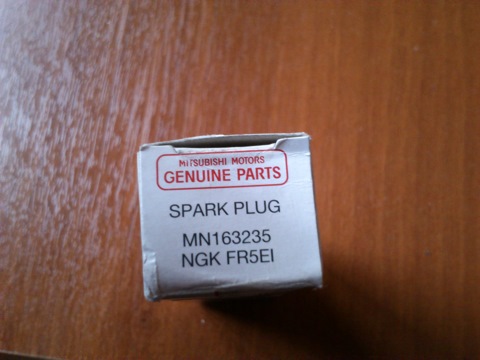 MITSUBISHI MOTORS
GENUINE PARTS
SPARK PLUG
MN163235
NGK FR5EI